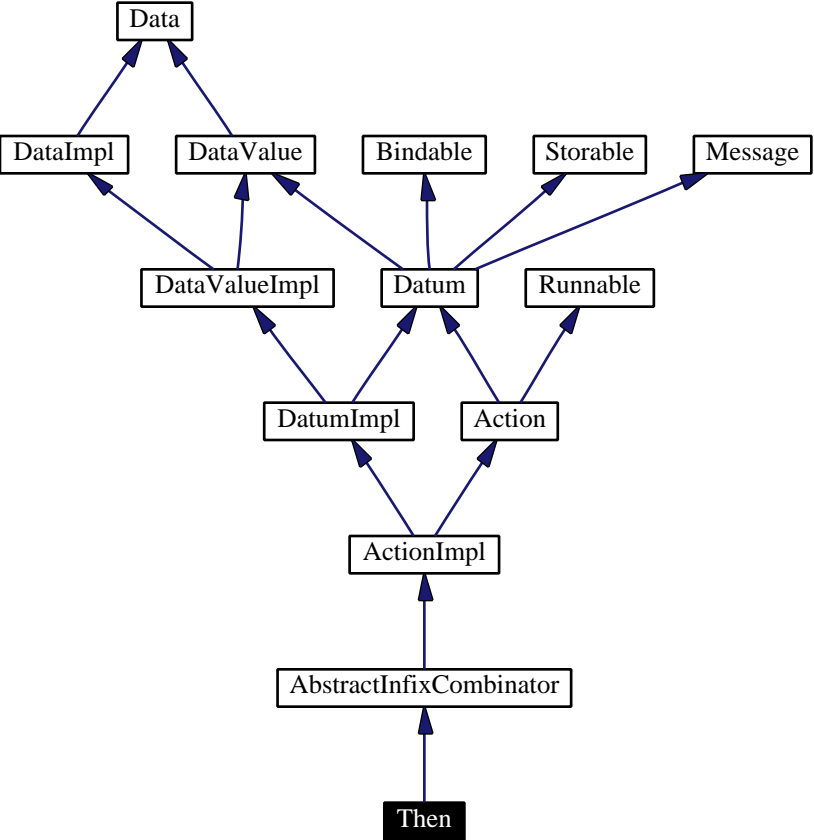 Data
DataImpl
DataValue
Bindable
Storable
Message
DataValueImpl
Datum
Runnable
DatumImpl
Action
ActionImpl
AbstractInfixCombinator
Then